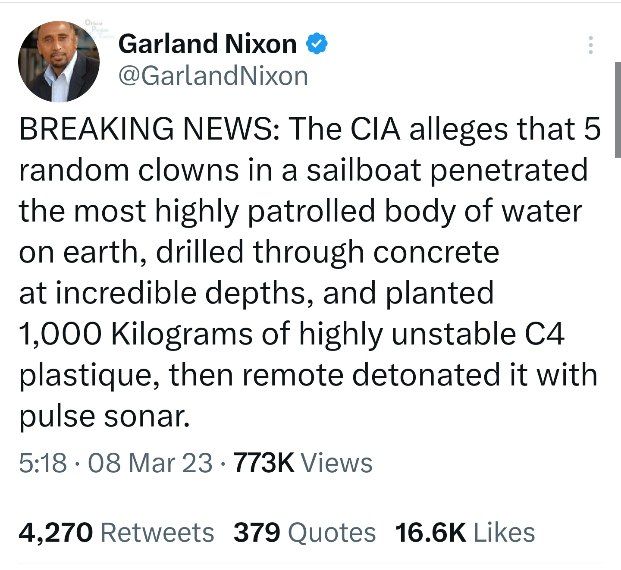 Garland Nixon
@GarlandNixon
BREAKING NEWS: The CIA alleges that 5
random clowns in a sailboat penetrated
the most highly patrolled body of water
on earth, drilled through concrete
at incredible depths, and planted
1,000 Kilograms of highly unstable C4
plastique, then remote detonated it with
pulse sonar.
5:18 · 08 Mar 23 · 773K Views
4,270 Retweets 379 Quotes 16.6K Likes